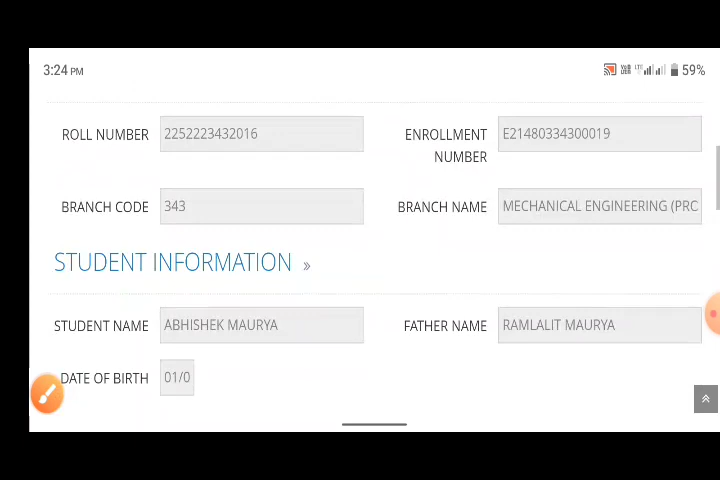 3:24 PM
59%
ROLL NUMBER 2252223432016 ENROLLMENT NUMBER E21480334300019
BRANCH CODE 343 BRANCH NAME MECHANICAL ENGINEERING (PRO
STUDENT INFORMATION »
STUDENT NAME ABHISHEK MAURYA FATHER NAME RAMLALIT MAURYA
DATE OF BIRTH 01/0